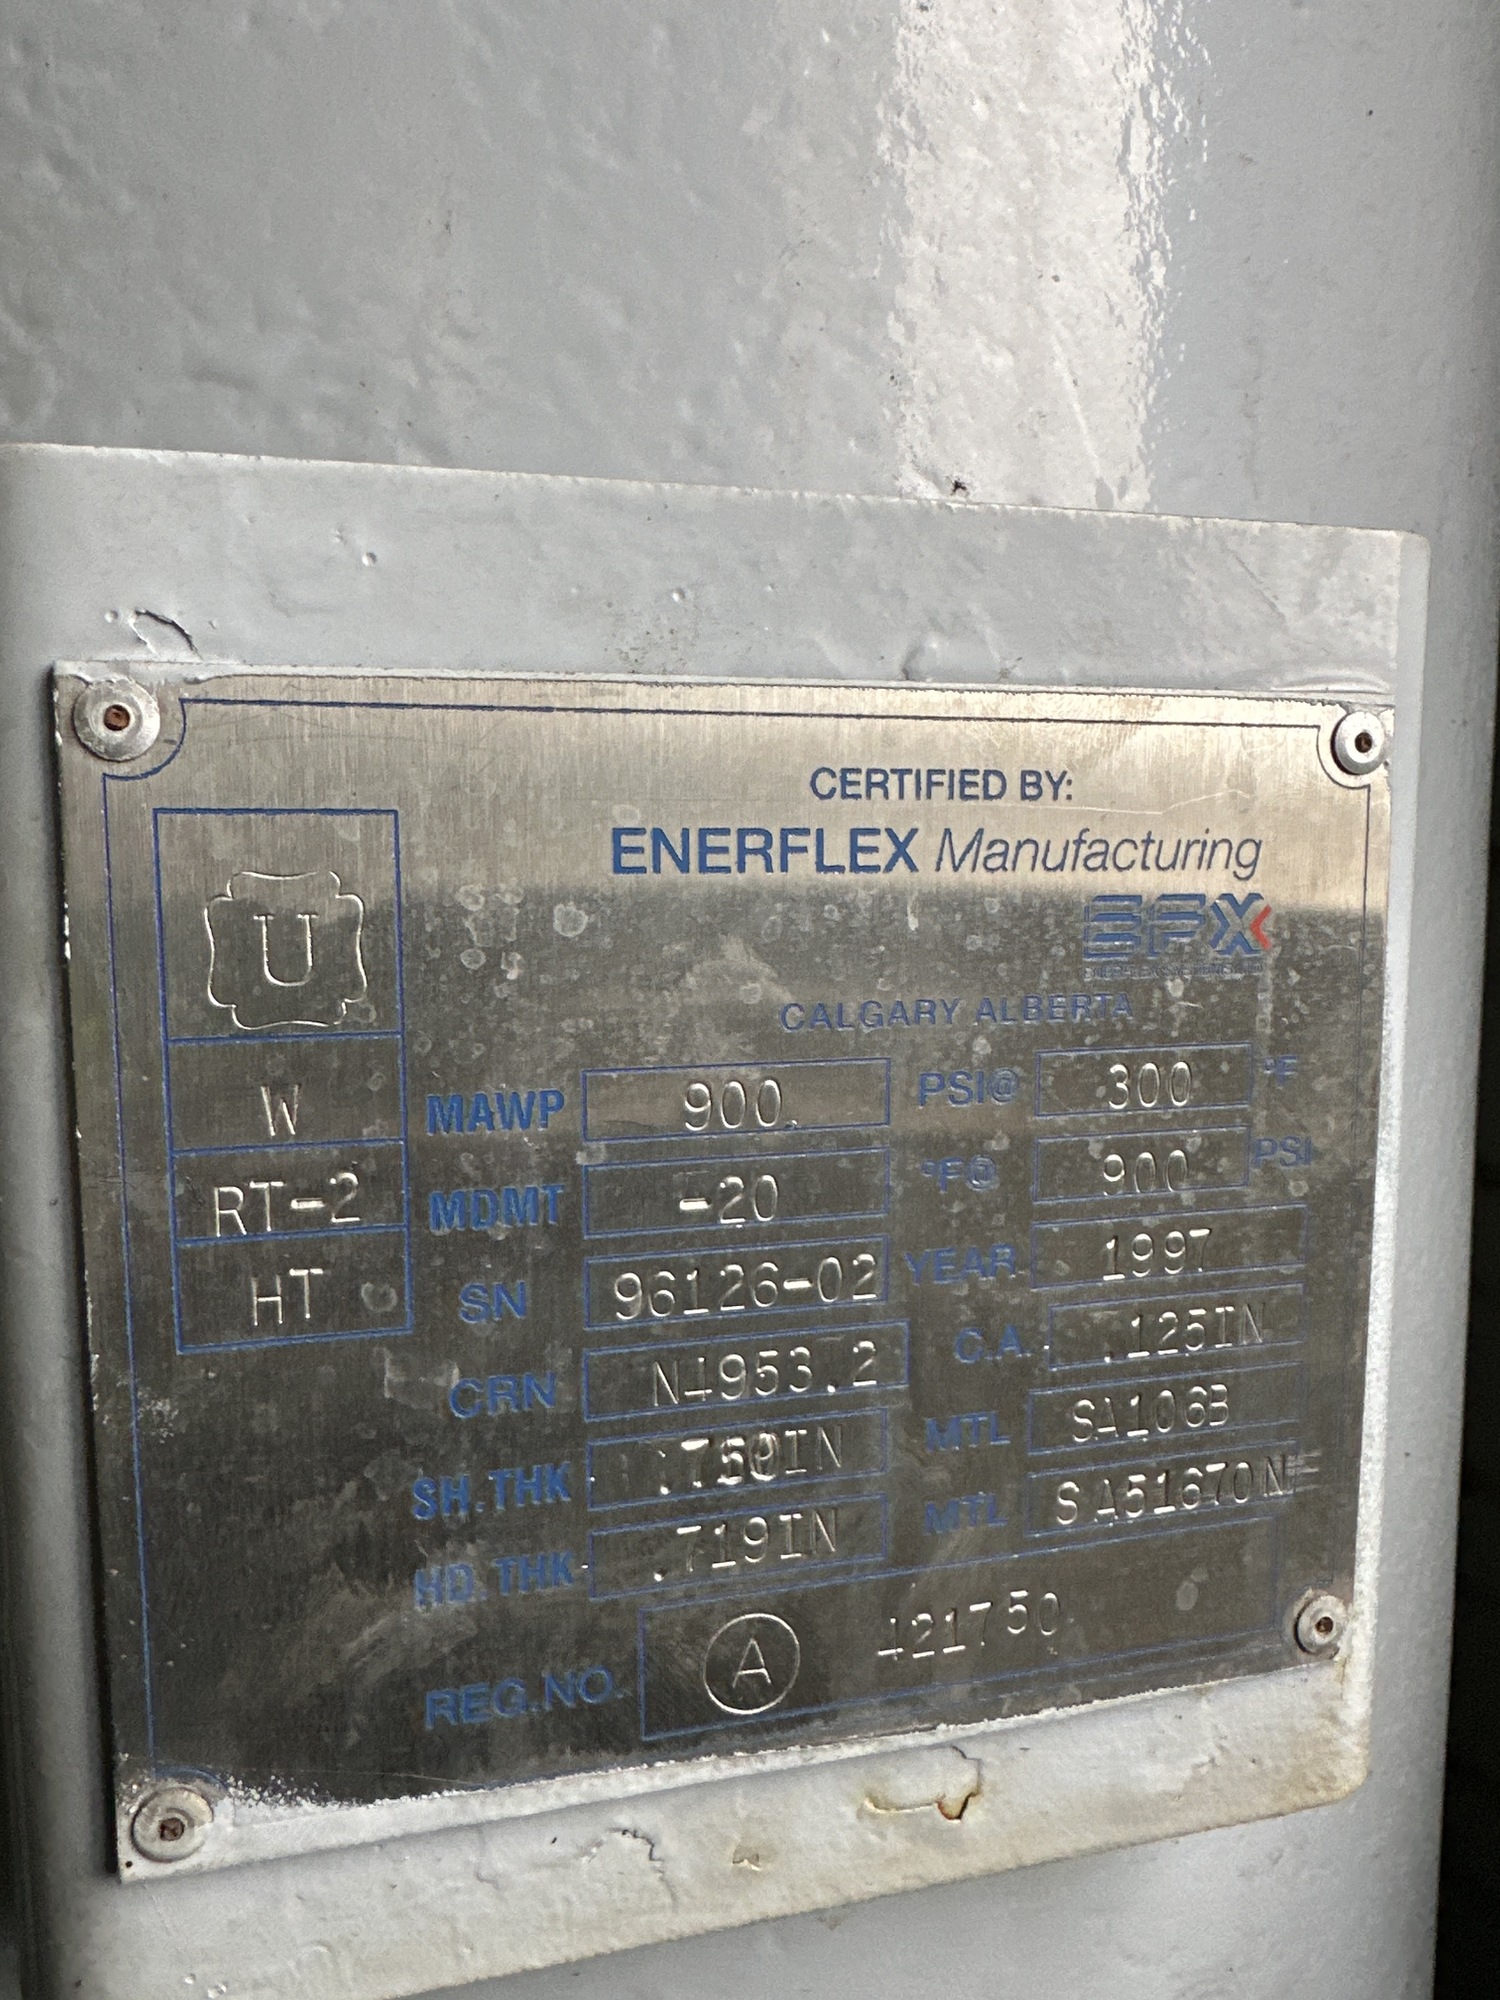 CERTIFIED BY:
ENERFLEX Manufacturing
EFX
CALGARY ALBERTA
U
W
RT-2
HT
MAWP 900 PSI@ 300 °F
MDMT -20 °F@ 900 PSI
SN 96126-02 YEAR 1997
CRN N4953.2 C.A. .125IN
SH.THK .750IN MTL SA106B
HD.THK .719IN MTL SA51670N
REG.NO. A 421750